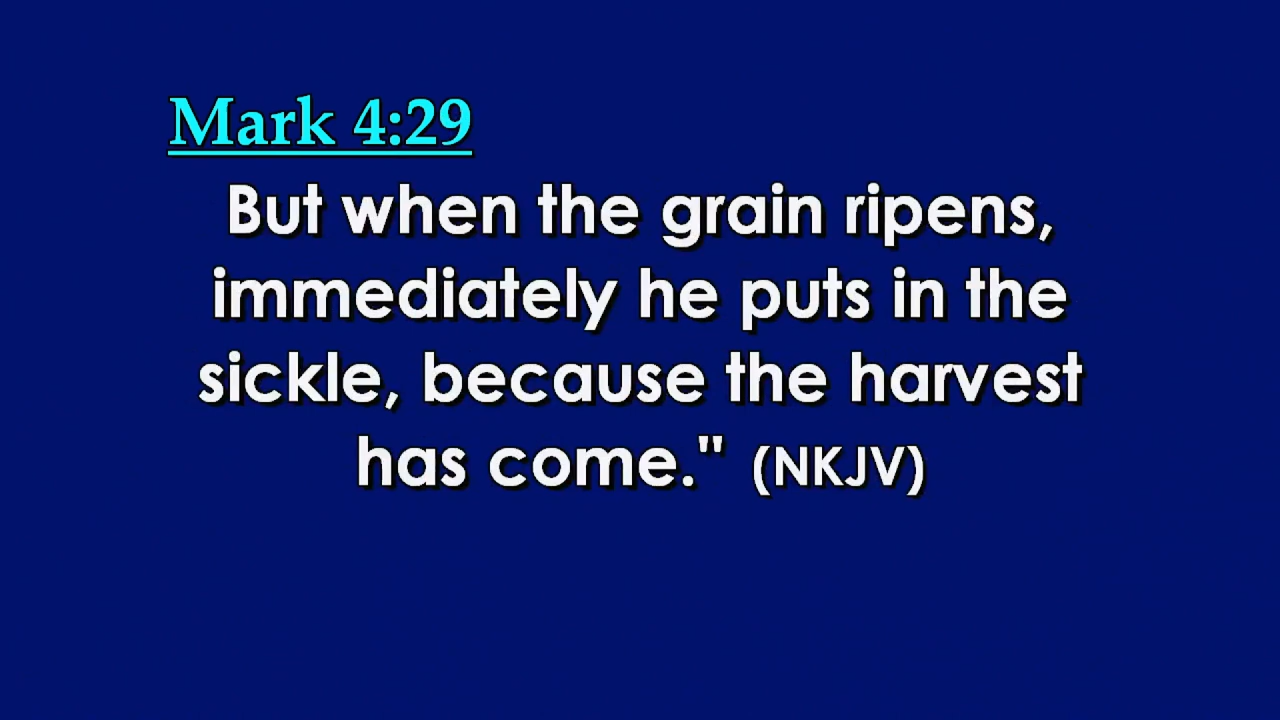 Mark 4:29
But when the grain ripens,
immediately he puts in the
sickle, because the harvest
has come." (NKJV)